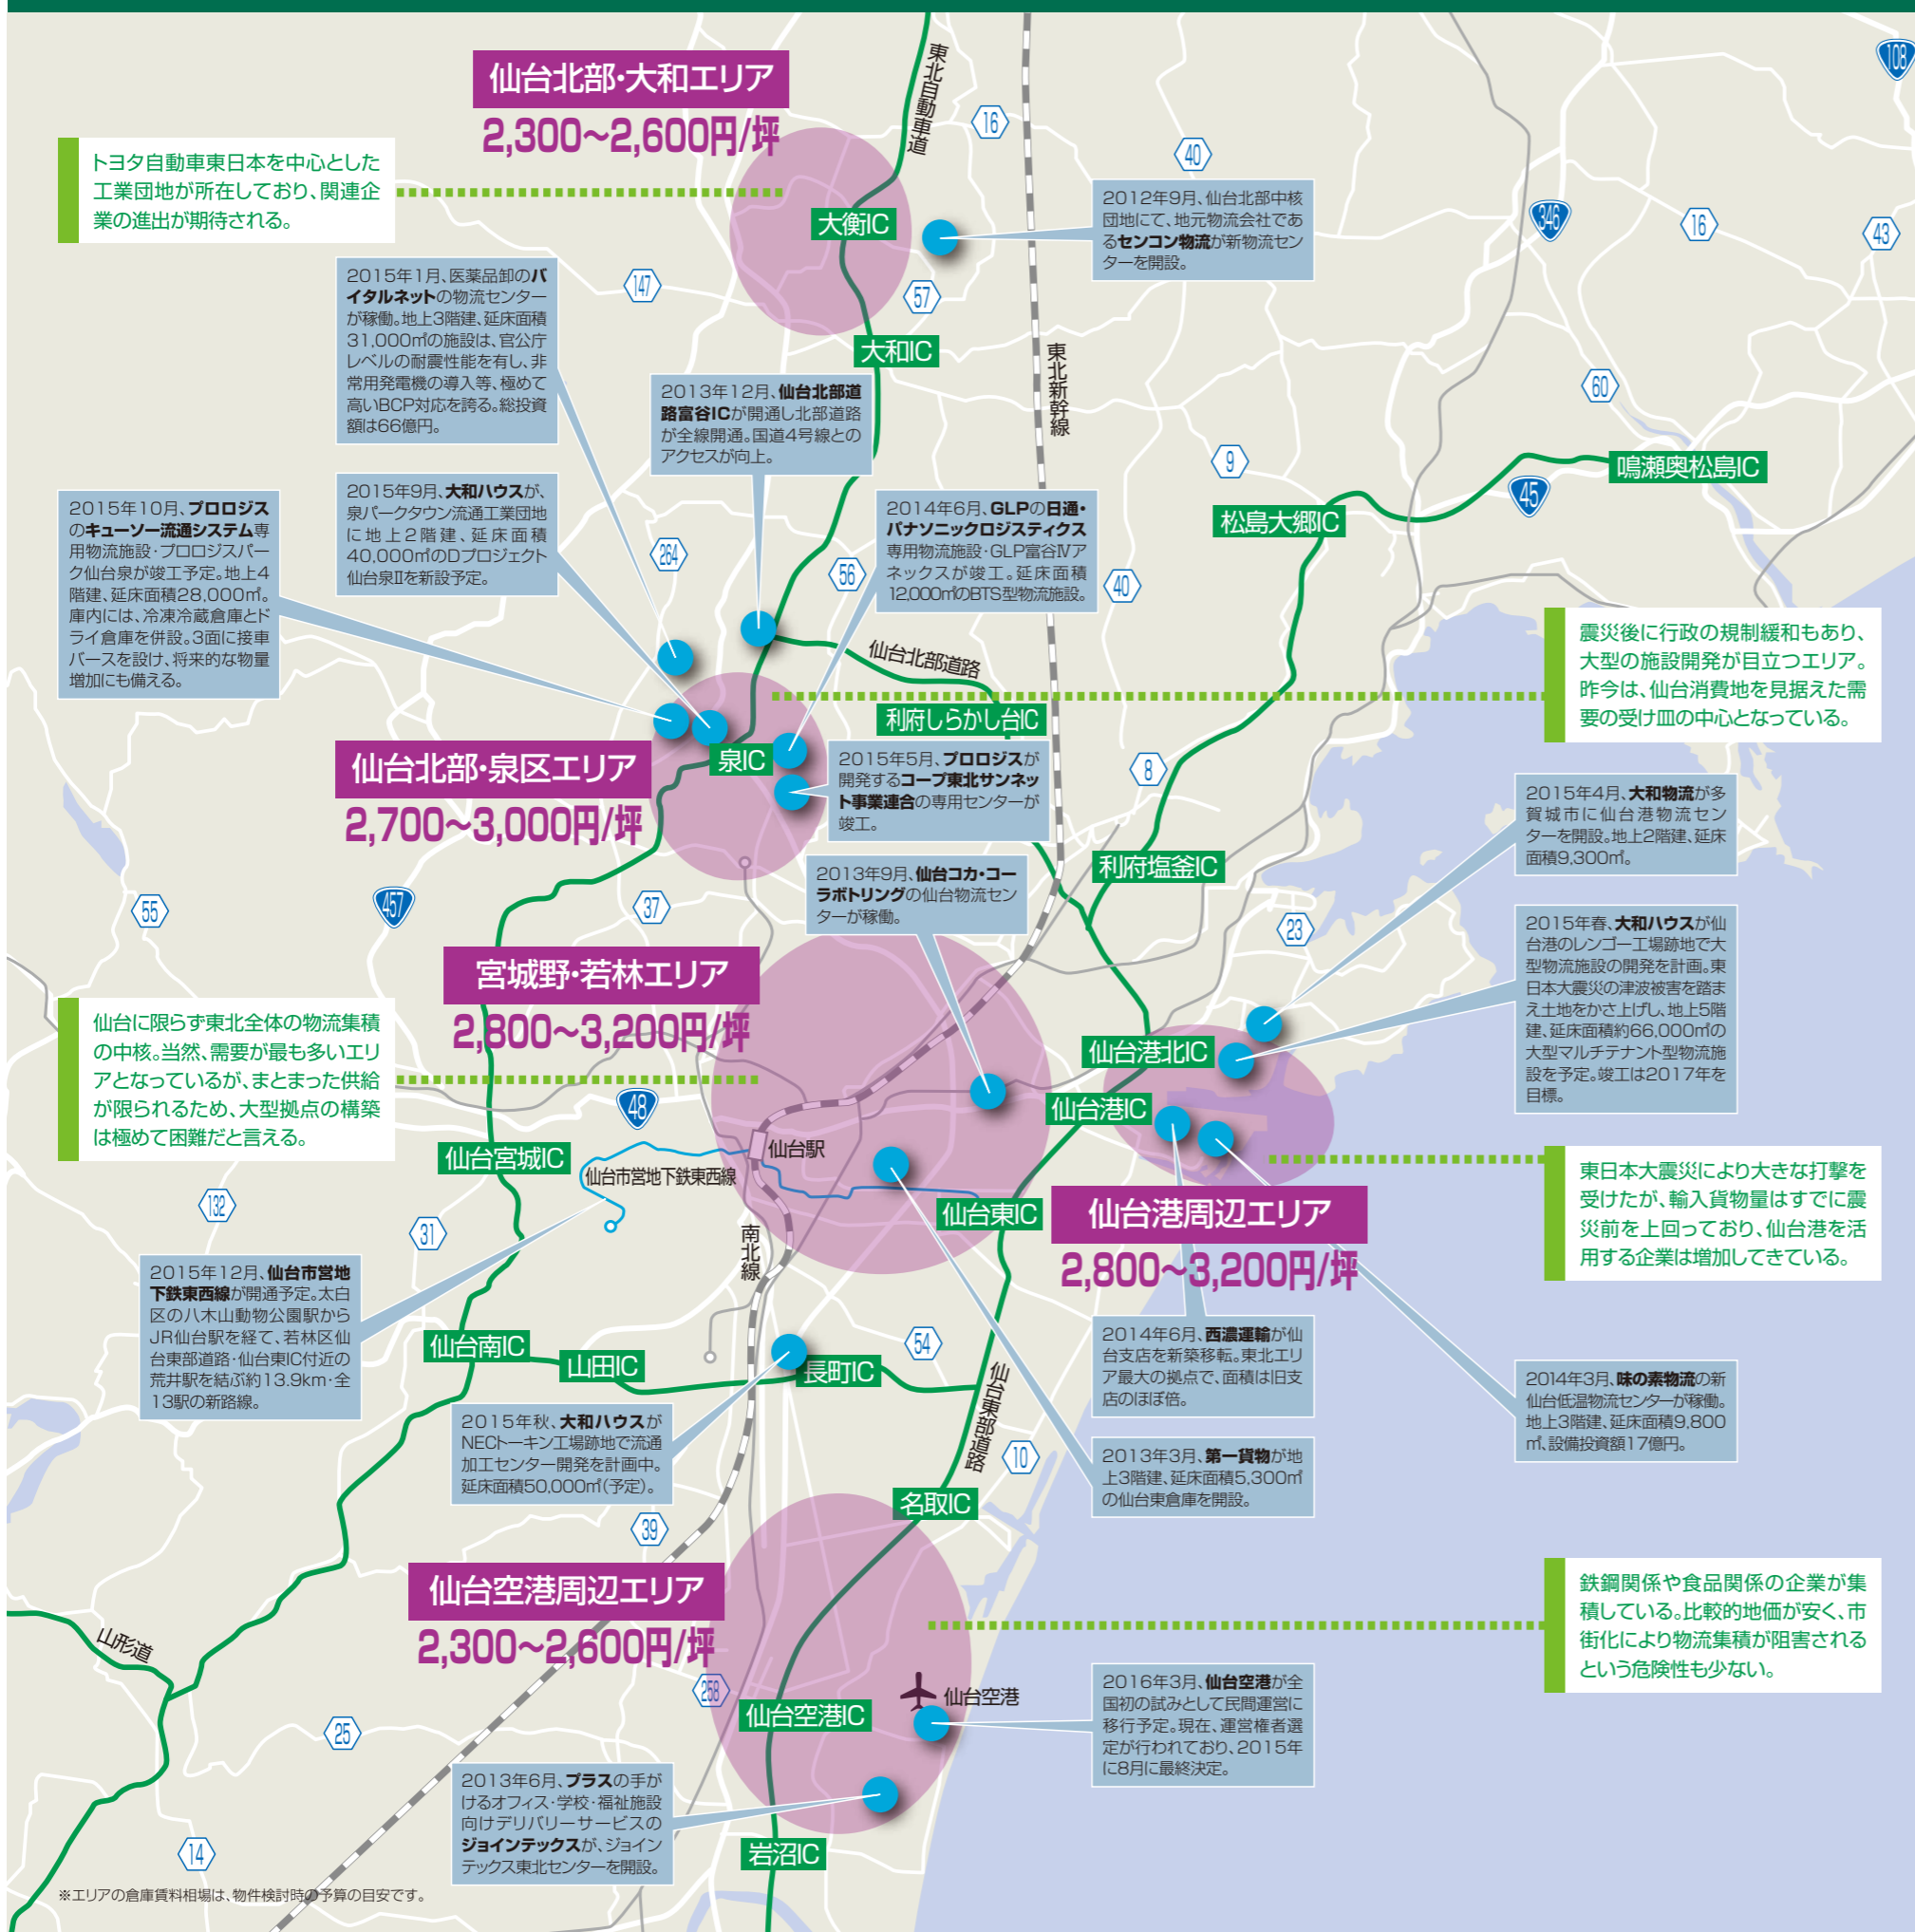 仙台北部・大和エリア
2,300〜2,600円/坪
東北自動車道
108
16
40
トヨタ自動車東日本を中心とした
工業団地が所在しており、関連企
業の進出が期待される。
大衡IC
2012年9月、仙台北部中核
団地にて、地元物流会社であ
るセンコン物流が新物流セン
ターを開設。
346
16
43
2015年1月、医薬品卸のバ
イタルネットの物流センター
が稼働。地上3階建、延床面積
31,000㎡の施設は、官公庁
レベルの耐震性能を有し、非
常用発電機の導入等、極めて
高いBCP対応を誇る。総投資
額は66億円。
147
57
大和IC
東北新幹線
60
2013年12月、仙台北部道
路富谷ICが開通し北部道路
が全線開通。国道4号線との
アクセスが向上。
9
鳴瀬奥松島IC
45
松島大郷IC
2015年10月、プロロジス
のキューソー流通システム専
用物流施設・プロロジスパー
ク仙台泉が竣工予定。地上4
階建、延床面積28,000㎡。
庫内には、冷凍冷蔵倉庫とド
ライ倉庫を併設。3面に接車
バースを設け、将来的な物量
増加にも備える。
2015年9月、大和ハウスが、
泉パークタウン流通工業団地
に地上2階建、延床面積
40,000㎡のDプロジェクト
仙台泉Ⅱを新設予定。
264
56
2014年6月、GLPの日通・
パナソニックロジスティクス
専用物流施設・GLP富谷Ⅳア
ネックスが竣工。延床面積
12,000㎡のBTS型物流施設。
40
仙台北部道路
震災後に行政の規制緩和もあり、
大型の施設開発が目立つエリア。
昨今は、仙台消費地を見据えた需
要の受け皿の中心となっている。
利府しらかし台IC
泉IC
仙台北部・泉区エリア
2,700〜3,000円/坪
2015年5月、プロロジスが
開発するコープ東北サンネッ
ト事業連合の専用センターが
竣工。
8
2015年4月、大和物流が多
賀城市に仙台港物流セン
ターを開設。地上2階建、延床
面積9,300㎡。
利府塩釜IC
2013年9月、仙台コカ・コー
ラボトリングの仙台物流セン
ターが稼働。
55
457
37
23
2015年春、大和ハウスが仙
台港のレンゴー工場跡地で大
型物流施設の開発を計画。東
日本大震災の津波被害を踏ま
え土地をかさ上げし、地上5階
建、延床面積約66,000㎡の
大型マルチテナント型物流施
設を予定。竣工は2017年を
目標。
宮城野・若林エリア
2,800〜3,200円/坪
仙台に限らず東北全体の物流集積
の中核。当然、需要が最も多いエリ
アとなっているが、まとまった供給
が限られるため、大型拠点の構築
は極めて困難だと言える。
仙台港北IC
仙台港IC
48
仙台駅
仙台宮城IC
仙台市営地下鉄東西線
東日本大震災により大きな打撃を
受けたが、輸入貨物量はすでに震
災前を上回っており、仙台港を活
用する企業は増加してきている。
132
31
仙台東IC
仙台港周辺エリア
2,800〜3,200円/坪
南北線
2015年12月、仙台市営地
下鉄東西線が開通予定。太白
区の八木山動物公園駅から
JR仙台駅を経て、若林区仙
台東部道路・仙台東IC付近の
荒井駅を結ぶ約13.9km・全
13駅の新路線。
仙台南IC
山田IC
長町IC
54
仙台東部道路
2014年6月、西濃運輸が仙
台支店を新築移転。東北エリ
ア最大の拠点で、面積は旧支
店のほぼ倍。
2014年3月、味の素物流の新
仙台低温物流センターが稼働。
地上3階建、延床面積9,800
㎡、設備投資額17億円。
2015年秋、大和ハウスが
NECトーキン工場跡地で流通
加工センター開発を計画中。
延床面積50,000㎡(予定)。
10
2013年3月、第一貨物が地
上3階建、延床面積5,300㎡
の仙台東倉庫を開設。
名取IC
39
仙台空港周辺エリア
2,300〜2,600円/坪
鉄鋼関係や食品関係の企業が集
積している。比較的地価が安く、市
街化により物流集積が阻害される
という危険性も少ない。
山形道
258
仙台空港
仙台空港IC
2016年3月、仙台空港が全
国初の試みとして民間運営に
移行予定。現在、運営権者選
定が行われており、2015年
に8月に最終決定。
25
2013年6月、プラスの手が
けるオフィス・学校・福祉施設
向けデリバリーサービスの
ジョインテックスが、ジョイン
テックス東北センターを開設。
14
岩沼IC
※エリアの倉庫賃料相場は、物件検討時の予算の目安です。